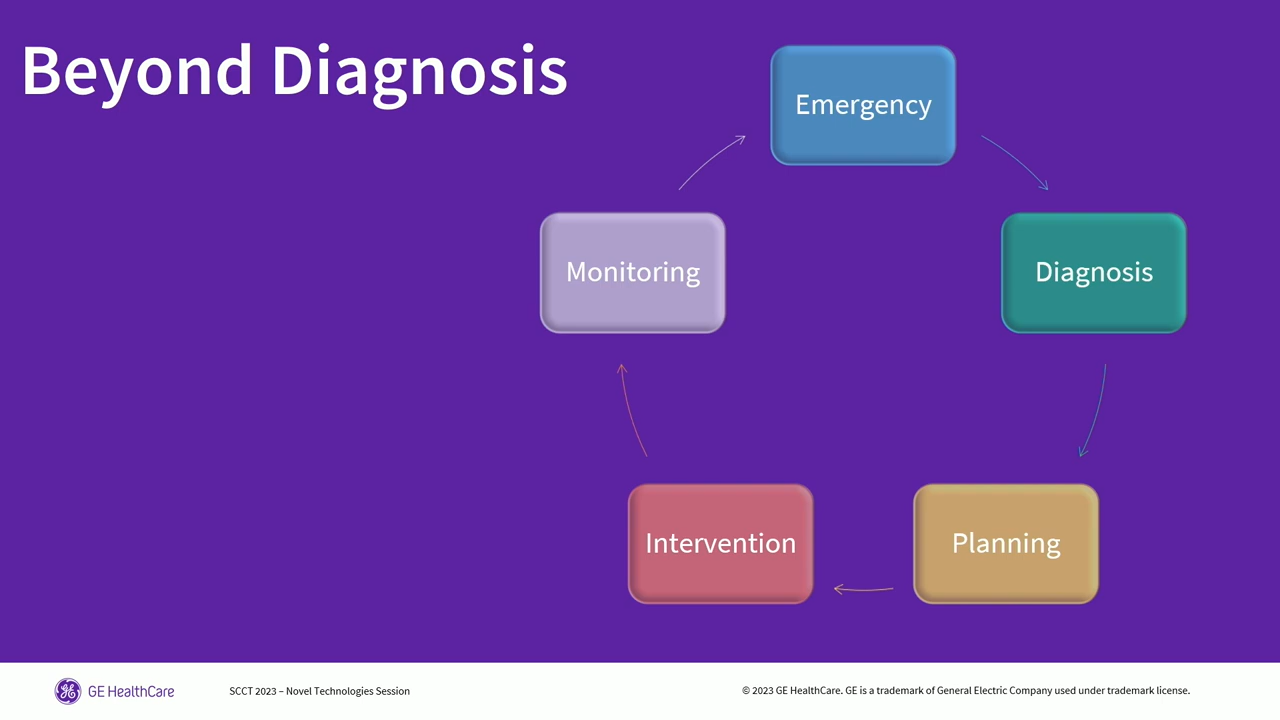 Beyond Diagnosis
Emergency
Diagnosis
Planning
Intervention
Monitoring
GE HealthCare
SCCT 2023 – Novel Technologies Session
© 2023 GE HealthCare. GE is a trademark of General Electric Company used under trademark license.